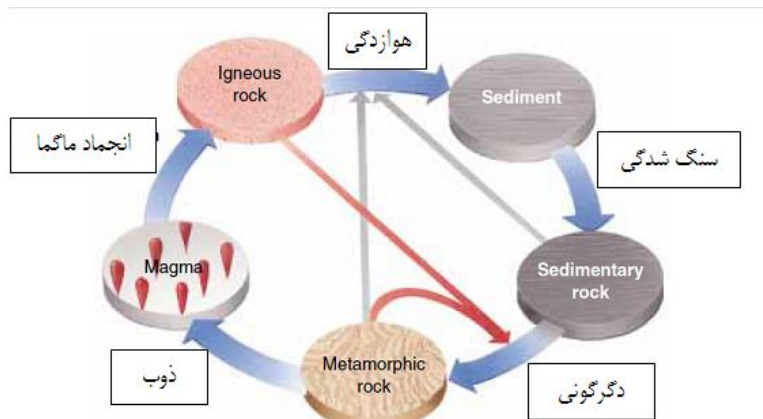 هوازدگی
Igneous
rock
Sediment
انجماد ماگما
سنگ شدگی
Magma
Sedimentary
rock
Metamorphic
rock
ذوب
دگرگونی